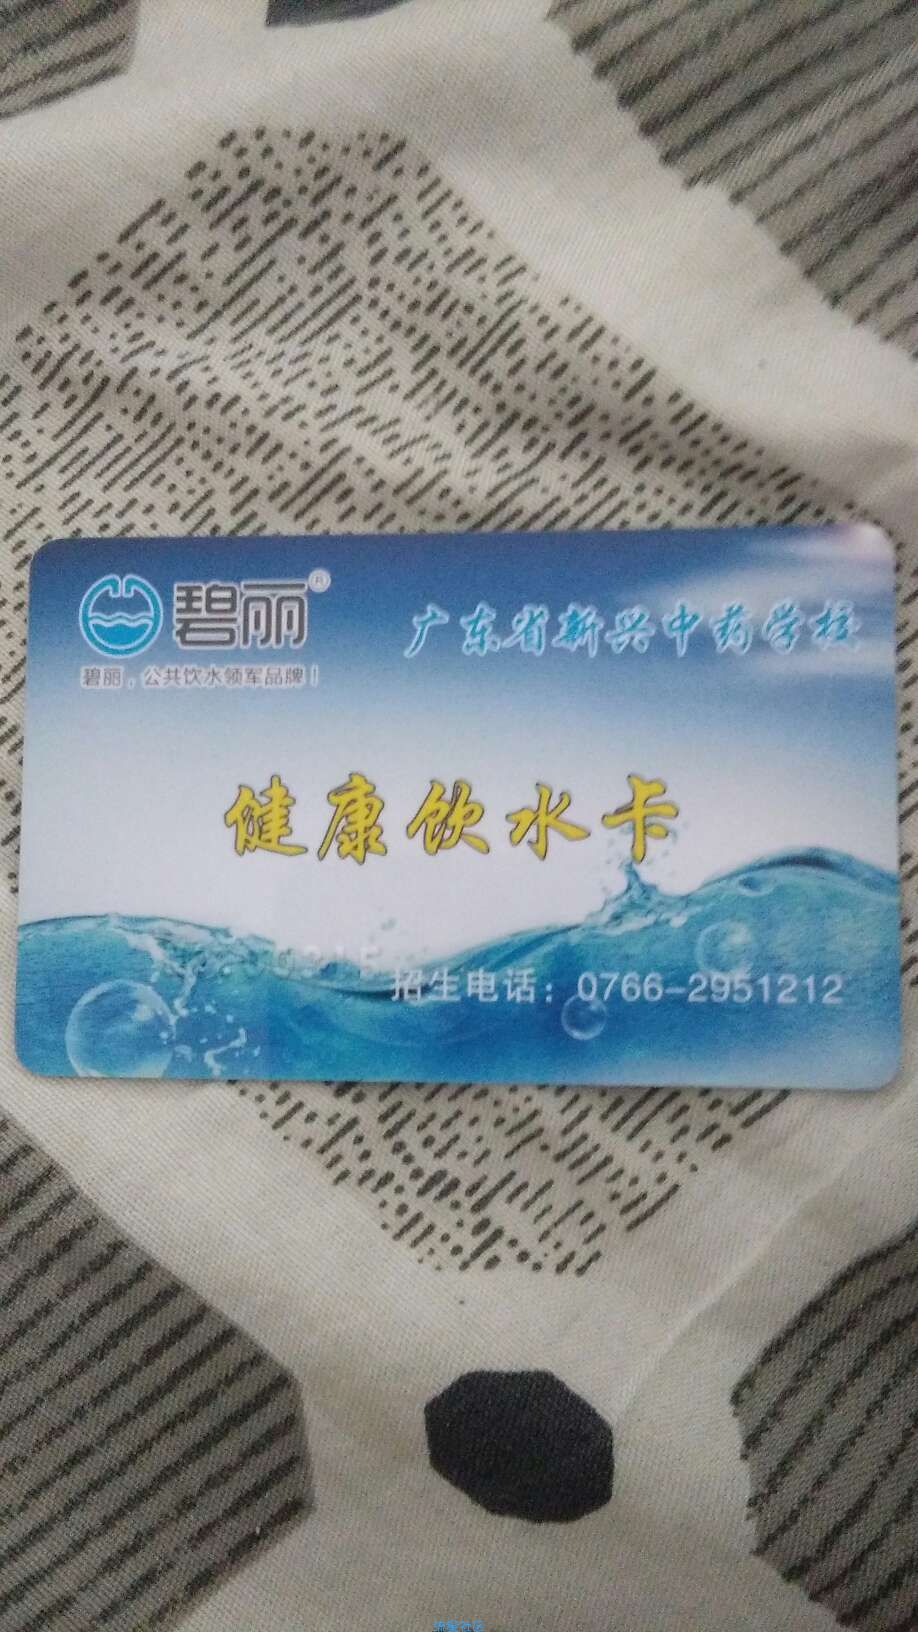 碧丽®
碧丽，公共饮水领军品牌！
广东省新兴中药学校
健康饮水卡
招生电话：0766-2951212